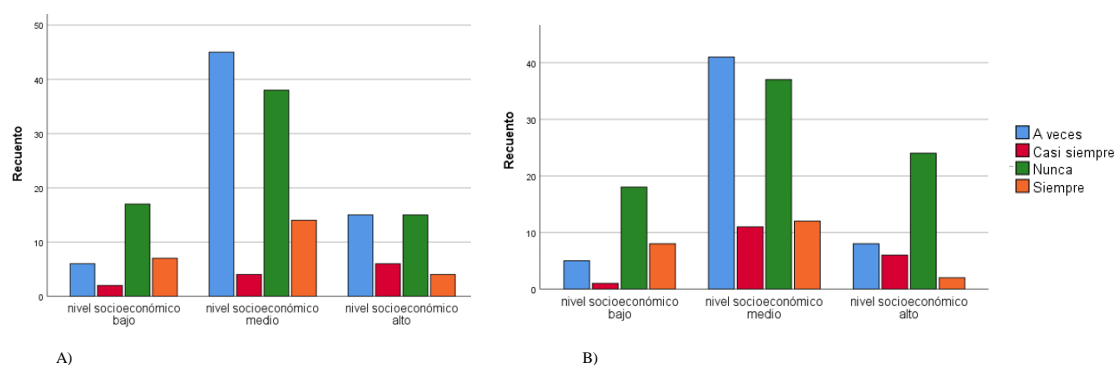 50
40
30
20
10
0
Recuento
nivel socioeconómico
bajo
nivel socioeconómico
medio
nivel socioeconómico
alto
A)
40
30
20
10
0
Recuento
nivel socioeconómico
bajo
nivel socioeconómico
medio
nivel socioeconómico
alto
B)
A veces
Casi siempre
Nunca
Siempre